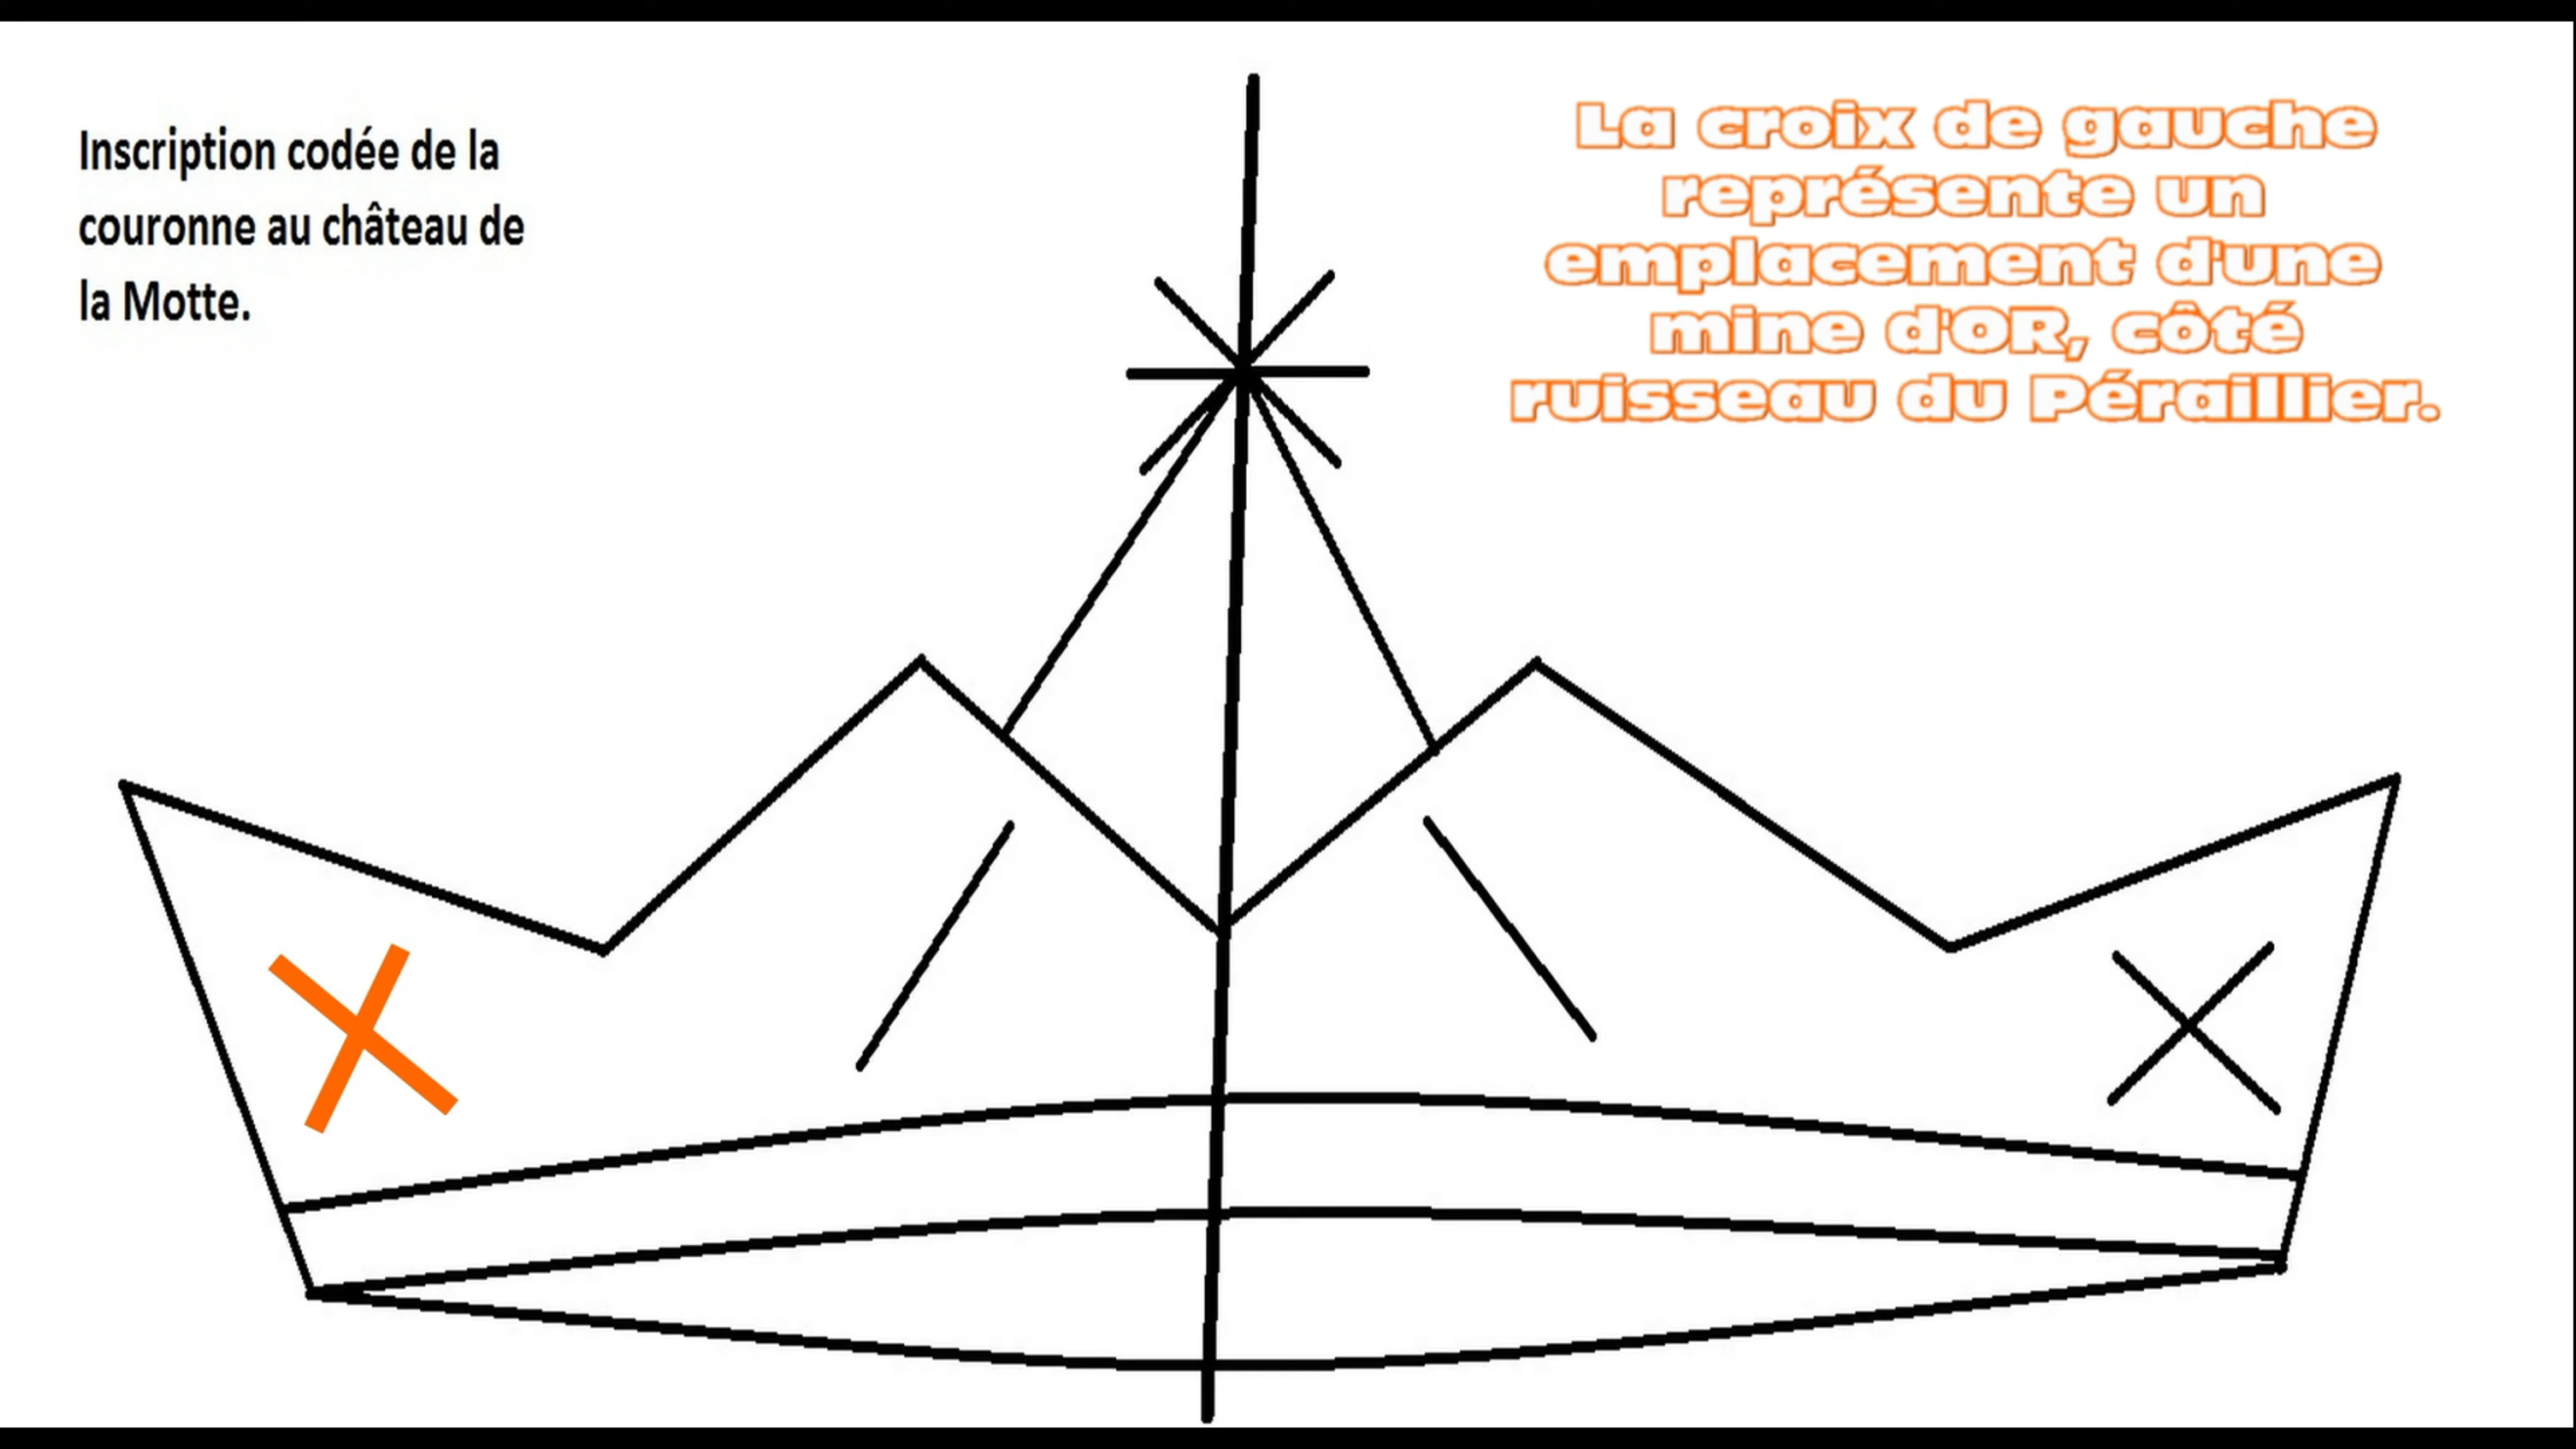 Inscription codée de la
couronne au château de
la Motte.
La croix de gauche
représente un
emplacement d'une
mine d'OR, côté
ruisseau du Péraillier.